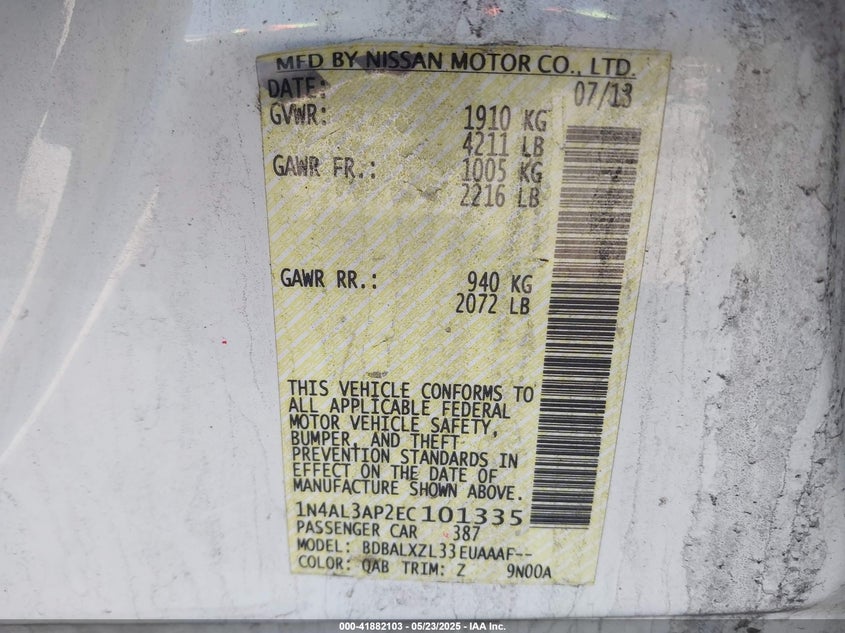 MFD BY NISSAN MOTOR CO., LTD.
DATE: 07/13
GVWR: 1910 KG
4211 LB
GAWR FR.: 1005 KG
2216 LB
GAWR RR.: 940 KG
2072 LB
THIS VEHICLE CONFORMS TO
ALL APPLICABLE FEDERAL
MOTOR VEHICLE SAFETY,
BUMPER, AND THEFT
PREVENTION STANDARDS IN
EFFECT ON THE DATE OF
MANUFACTURE SHOWN ABOVE.
1N4AL3AP2EC101335
PASSENGER CAR 387
MODEL: BDBALXZL33EUAAAF--
COLOR: QAB TRIM: Z 9N00A
000-41882103 - 05/23/2025 - IAA Inc.